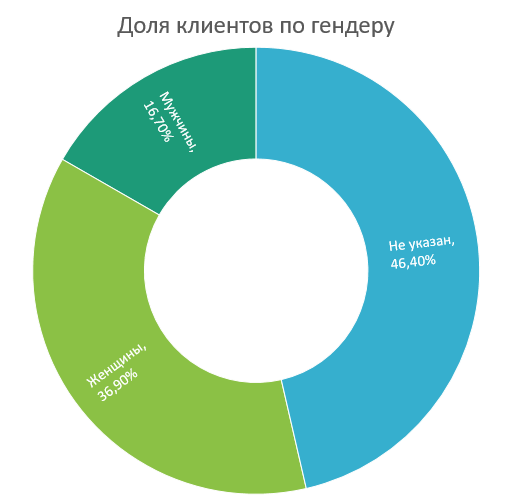 Доля клиентов по гендеру
Мужчины,
16,70%
Не указан,
46,40%
Женщины,
36,90%